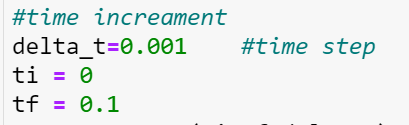 #time increament
delta_t=0.001    #time step
ti = 0
tf = 0.1